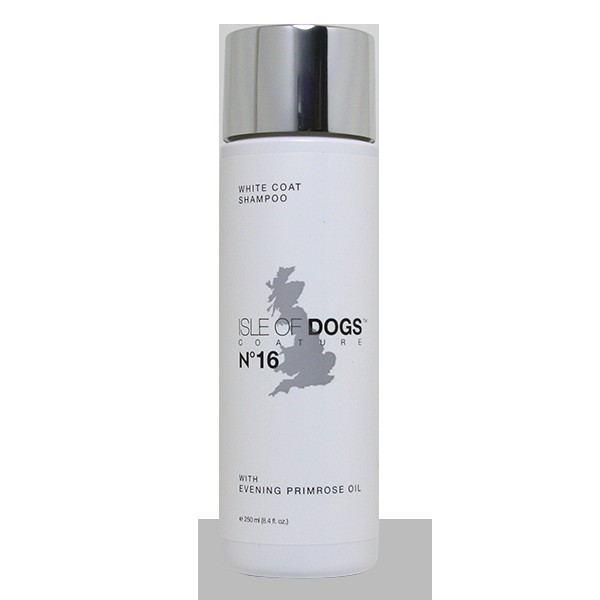 WHITE COAT
SHAMPOO
ISLE OF DOGS™
COATURE
N°16
WITH
EVENING PRIMROSE OIL
e 250 ml (8.4 fl. oz.)